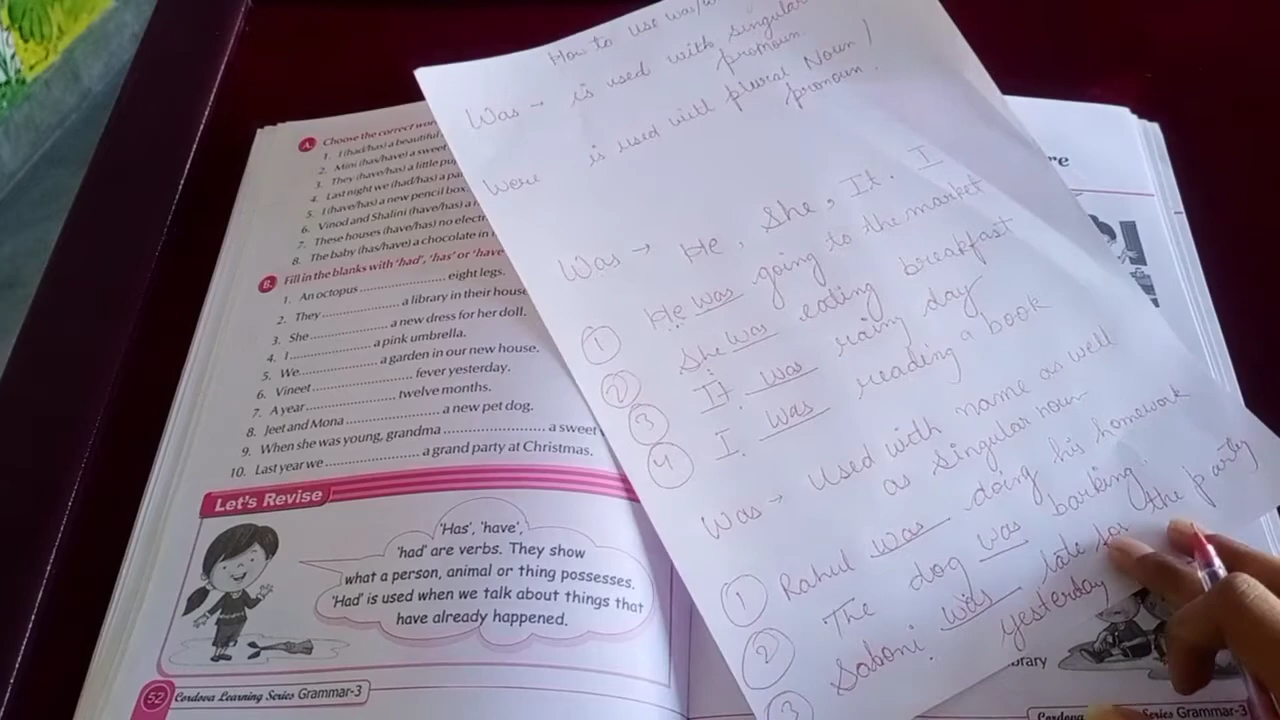 A. Choose the correct
1. I (had/has) a beautiful
2. Mini (has/have) a sweet
3. They (have/has) a little
4. Last night we (had/has) a
5. I (have/has) a new pencil box.
6. Vinod and Shalini (have/has) a
7. These houses (have/has) no
8. The baby (has/have) a chocolate in
B. Fill in the blanks with 'had', 'has' or 'have
1. An octopus .................... eight legs.
2. They .................... a library in their house
3. She .................... a new dress for her doll.
4. I .................... a pink umbrella.
5. We .................... a garden in our new house.
6. Vineet .................... fever yesterday.
7. A year .................... twelve months.
8. Jeet and Mona .................... a new pet dog.
9. When she was young, grandma .................... a sweet
10. Last year we .................... a grand party at Christmas.
Let's Revise
'Has', 'have',
'had' are verbs. They show
what a person, animal or thing possesses.
'Had' is used when we talk about things that
have already happened.
52 Cordova Learning Series Grammar-3
How to use was/
Was → is used with singular
pronoun.
Were is used with plural Noun /
pronoun.
Was → He, She, It. I
1 He was going to the market
2 She was eating breakfast
3 It was rainy day
4 I was reading a book
Was → Used with name as well
as singular noun
1 Rahul was doing his homework
2 The dog was barking.
3 Saboni was late for the party
yesterday
Cordova Series Grammar-3